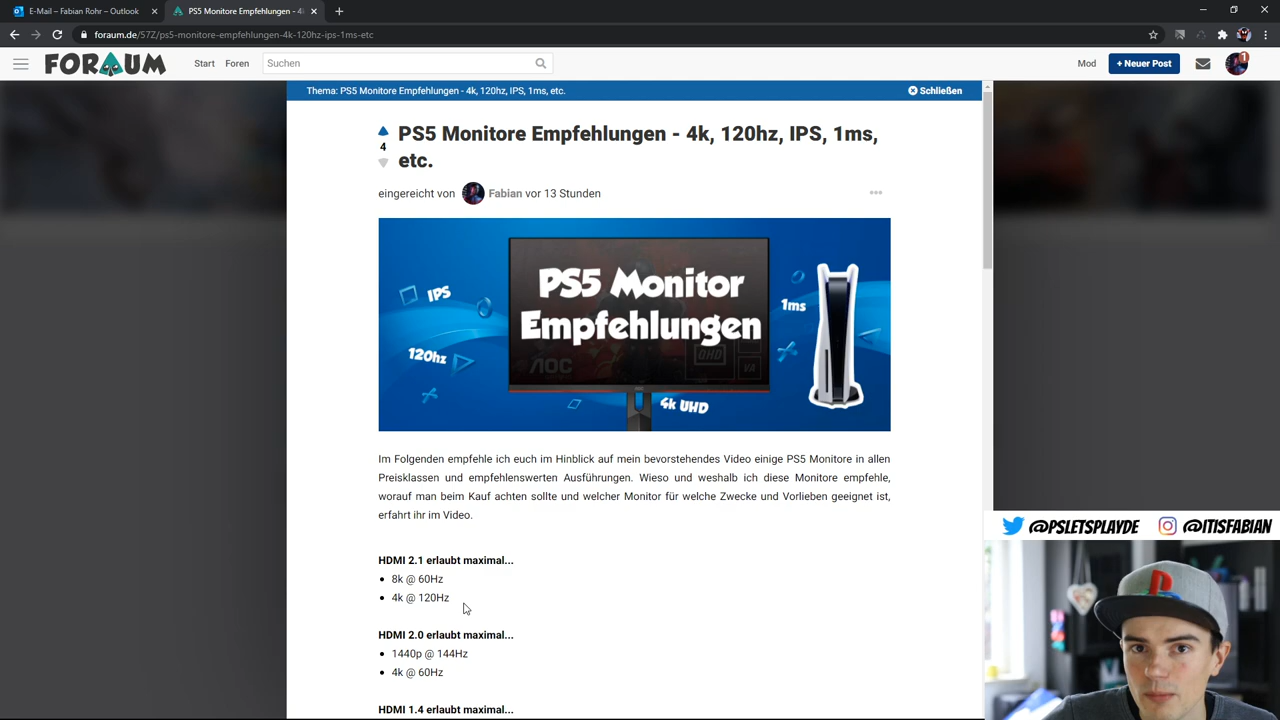 E-Mail – Fabian Rohr – Outlook
PS5 Monitore Empfehlungen - 4k
foraum.de/57Z/ps5-monitore-empfehlungen-4k-120hz-ips-1ms-etc
FORAUM
Start
Foren
Suchen
Mod
+ Neuer Post
1
Thema: PS5 Monitore Empfehlungen - 4k, 120hz, IPS, 1ms, etc.
Schließen
PS5 Monitore Empfehlungen - 4k, 120hz, IPS, 1ms,
etc.
4
eingereicht von Fabian vor 13 Stunden
PS5 Monitor
Empfehlungen
IPS
1ms
120hz
AOC
QHD
VA
4k UHD
Im Folgenden empfehle ich euch im Hinblick auf mein bevorstehendes Video einige PS5 Monitore in allen
Preisklassen und empfehlenswerten Ausführungen. Wieso und weshalb ich diese Monitore empfehle,
worauf man beim Kauf achten sollte und welcher Monitor für welche Zwecke und Vorlieben geeignet ist,
erfahrt ihr im Video.
HDMI 2.1 erlaubt maximal...
• 8k @ 60Hz
• 4k @ 120Hz
HDMI 2.0 erlaubt maximal...
• 1440p @ 144Hz
• 4k @ 60Hz
HDMI 1.4 erlaubt maximal...
@PSLETSPLAYDE
@ITISFABIAN